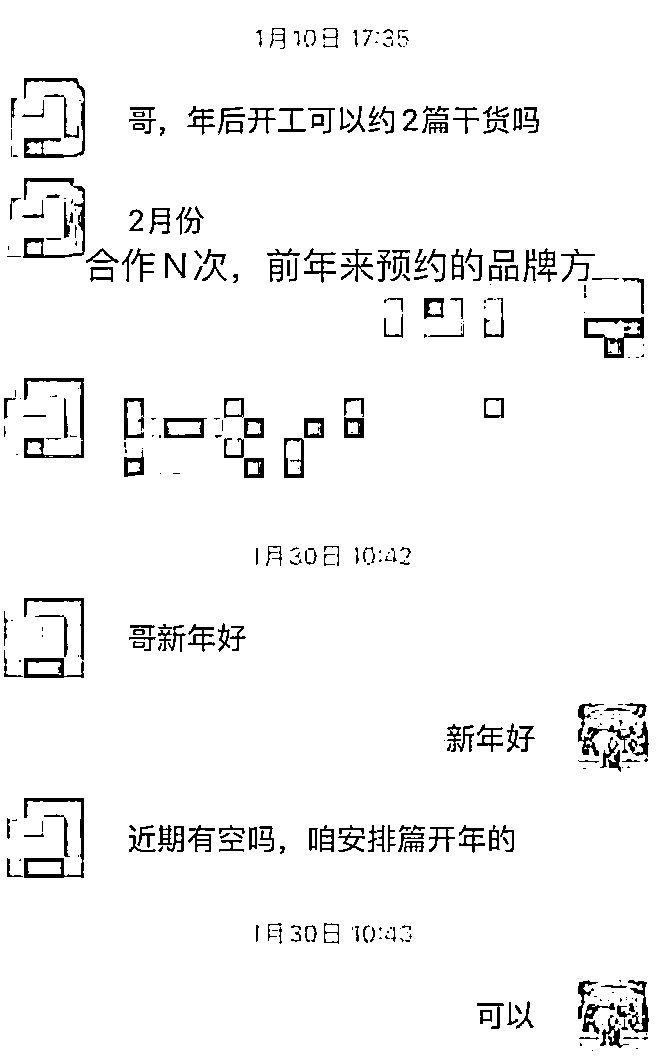 1月10日 17:35
哥，年后开工可以约2篇干货吗
2月份
合作N次，前年来预约的品牌方
1月30日 10:42
哥新年好
新年好
近期有空吗，咱安排篇开年的
1月30日 10:43
可以